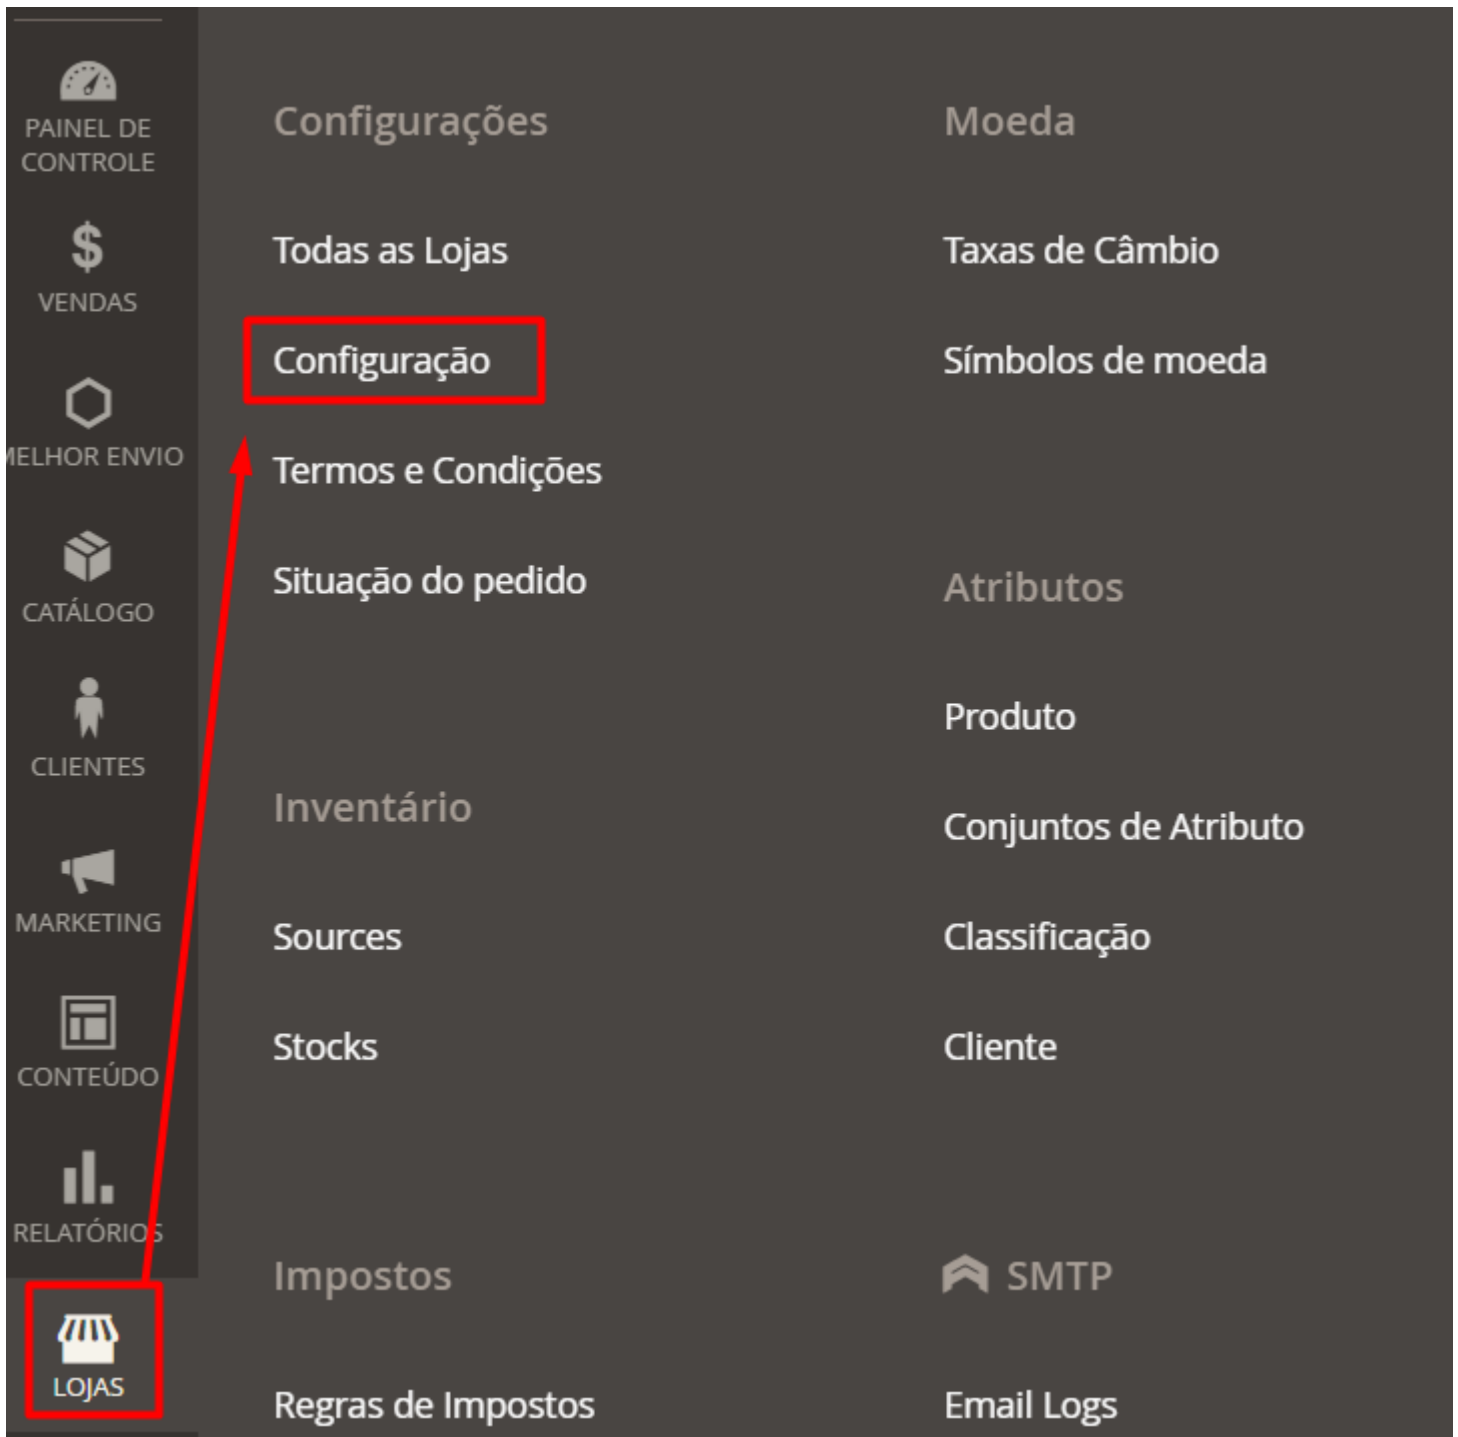 PAINEL DE
CONTROLE
VENDAS
MELHOR ENVIO
CATÁLOGO
CLIENTES
MARKETING
CONTEÚDO
RELATÓRIOS
LOJAS
Configurações
Todas as Lojas
Configuração
Termos e Condições
Situação do pedido
Inventário
Sources
Stocks
Impostos
Regras de Impostos
Moeda
Taxas de Câmbio
Símbolos de moeda
Atributos
Produto
Conjuntos de Atributo
Classificação
Cliente
SMTP
Email Logs